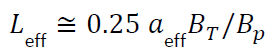 L_eff ≅ 0.25 a_eff B_T / B_p